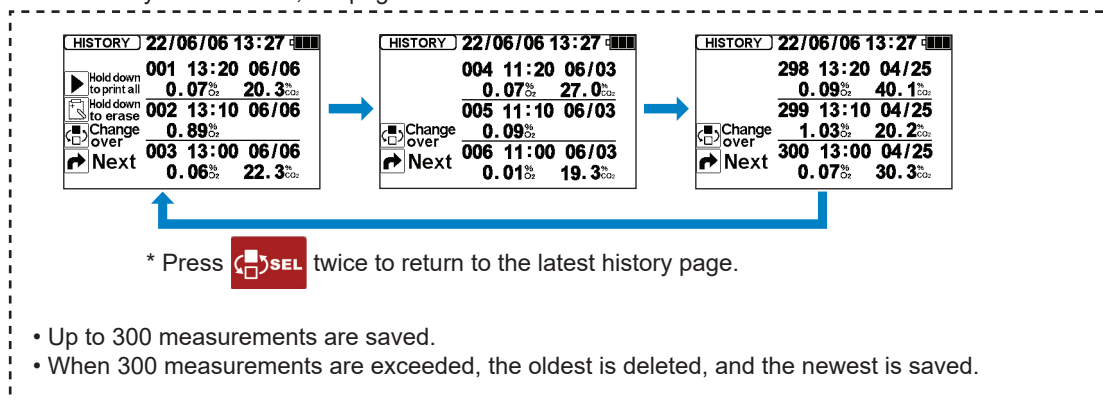 HISTORY 22/06/06 13:27
Hold down to print all
Hold down to erase
Change over
Next
001 13:20 06/06
0.07%O₂ 20.3%CO₂
002 13:10 06/06
0.89%O₂
003 13:00 06/06
0.06%O₂ 22.3%CO₂
HISTORY 22/06/06 13:27
Change over
Next
004 11:20 06/03
0.07%O₂ 27.0%CO₂
005 11:10 06/03
0.09%O₂
006 11:00 06/03
0.01%O₂ 19.3%CO₂
HISTORY 22/06/06 13:27
Change over
Next
298 13:20 04/25
0.09%O₂ 40.1%CO₂
299 13:10 04/25
1.03%O₂ 20.2%CO₂
300 13:00 04/25
0.07%O₂ 30.3%CO₂
* Press SEL twice to return to the latest history page.
• Up to 300 measurements are saved.
• When 300 measurements are exceeded, the oldest is deleted, and the newest is saved.